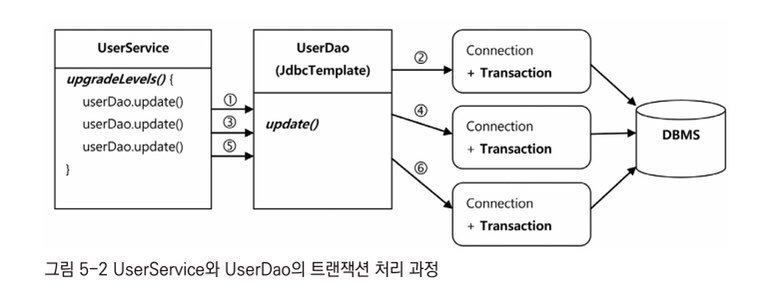 UserService
upgradeLevels() {
userDao.update()
userDao.update()
userDao.update()
}
①
③
⑤
UserDao
(JdbcTemplate)
update()
②
④
⑥
Connection
+ Transaction
Connection
+ Transaction
Connection
+ Transaction
DBMS
그림 5-2 UserService와 UserDao의 트랜잭션 처리 과정